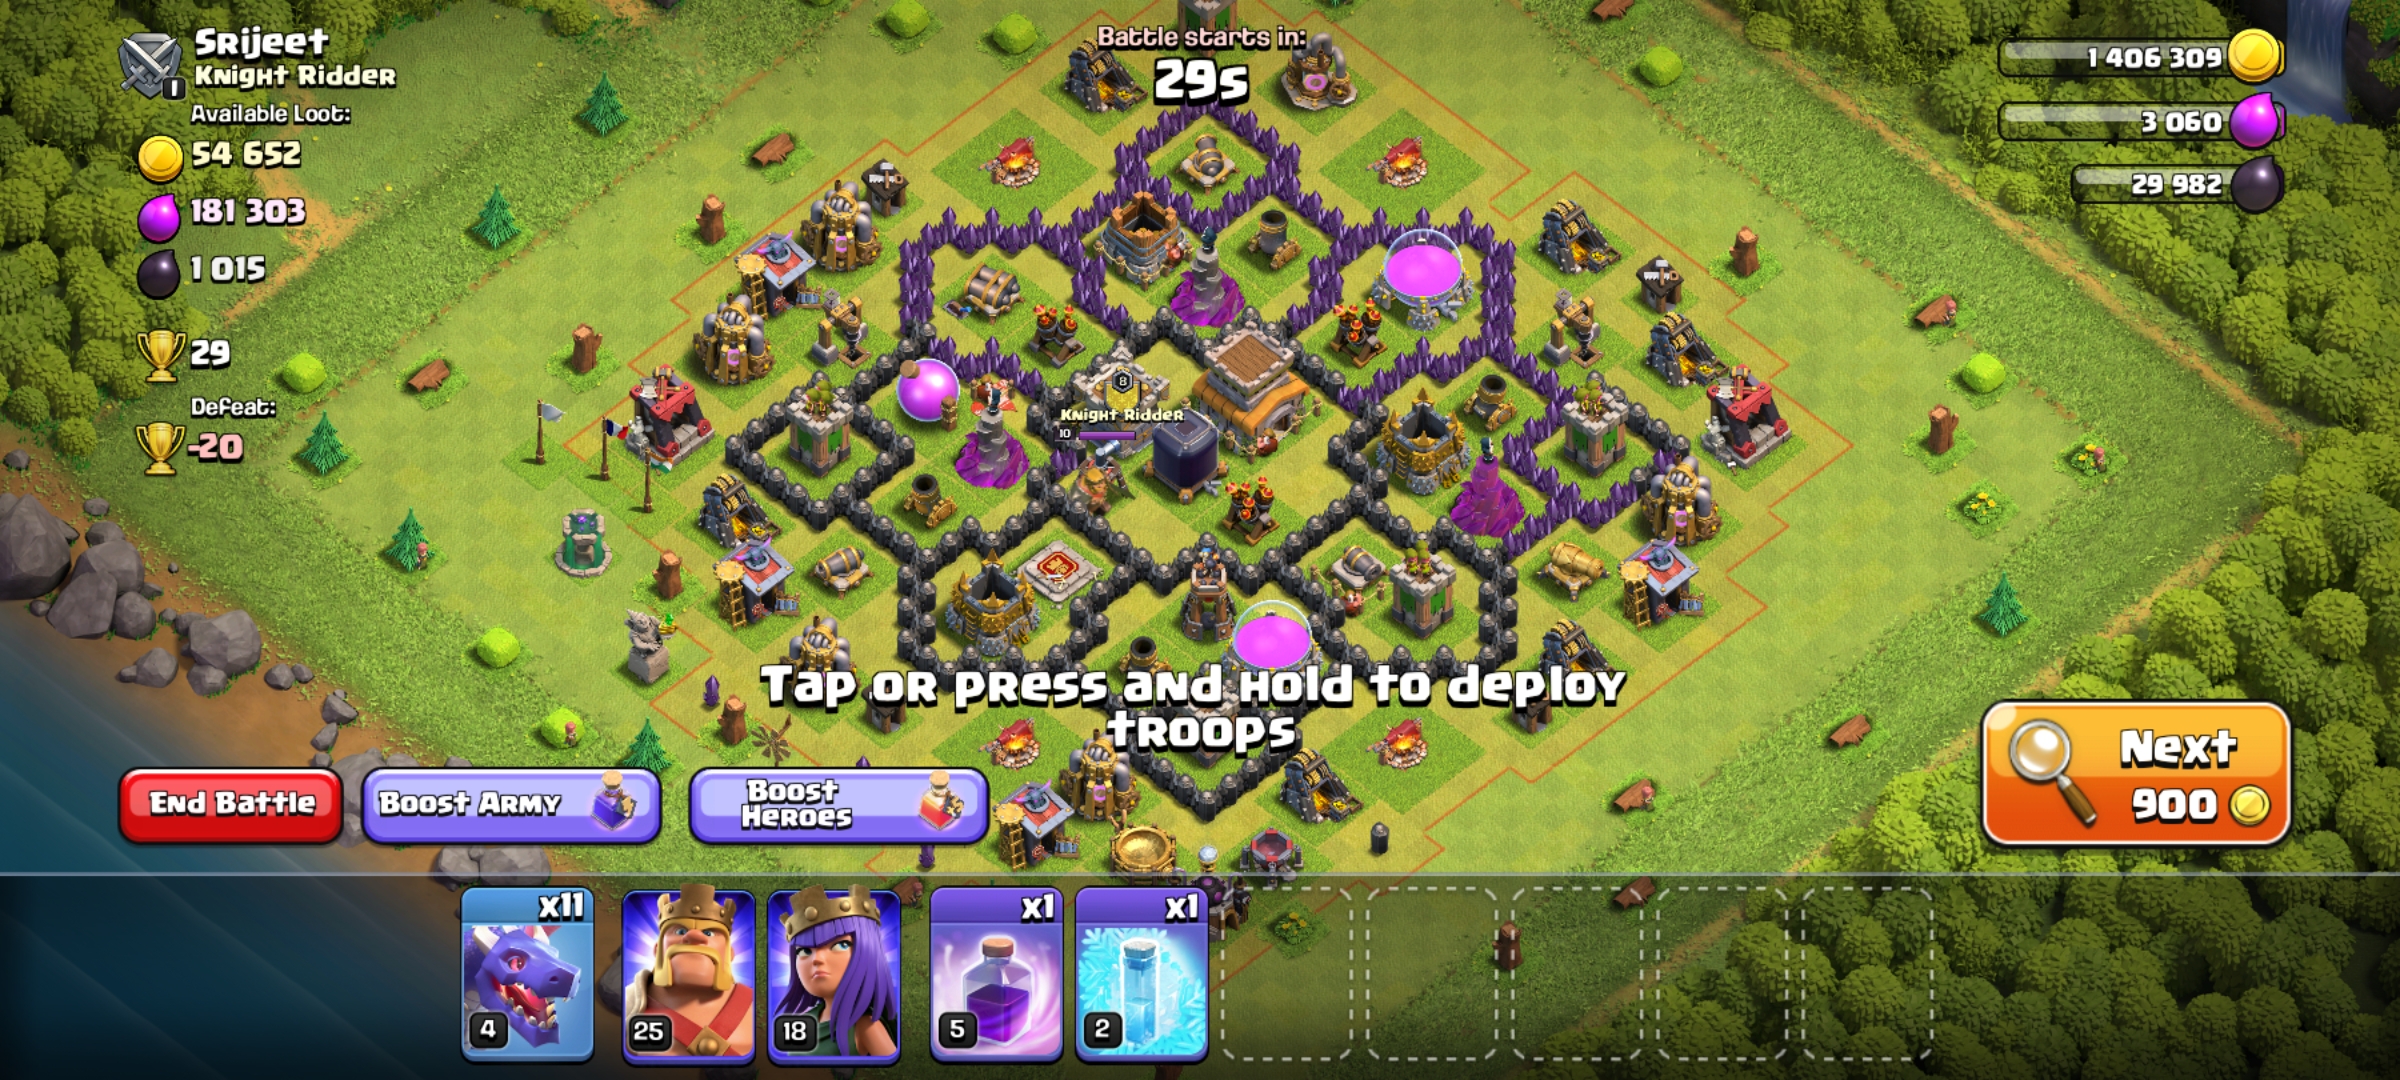 Srijeet
Knight Ridder
1
Available Loot:
54 652
181 303
1 015
29
Defeat:
-20
Battle starts in:
29s
1 406 309
3 060
29 982
8
Knight Ridder
10
Tap or press and hold to deploy
troops
End Battle
Boost Army
Boost
Heroes
Next
900
x11
4
25
18
x1
5
x1
2